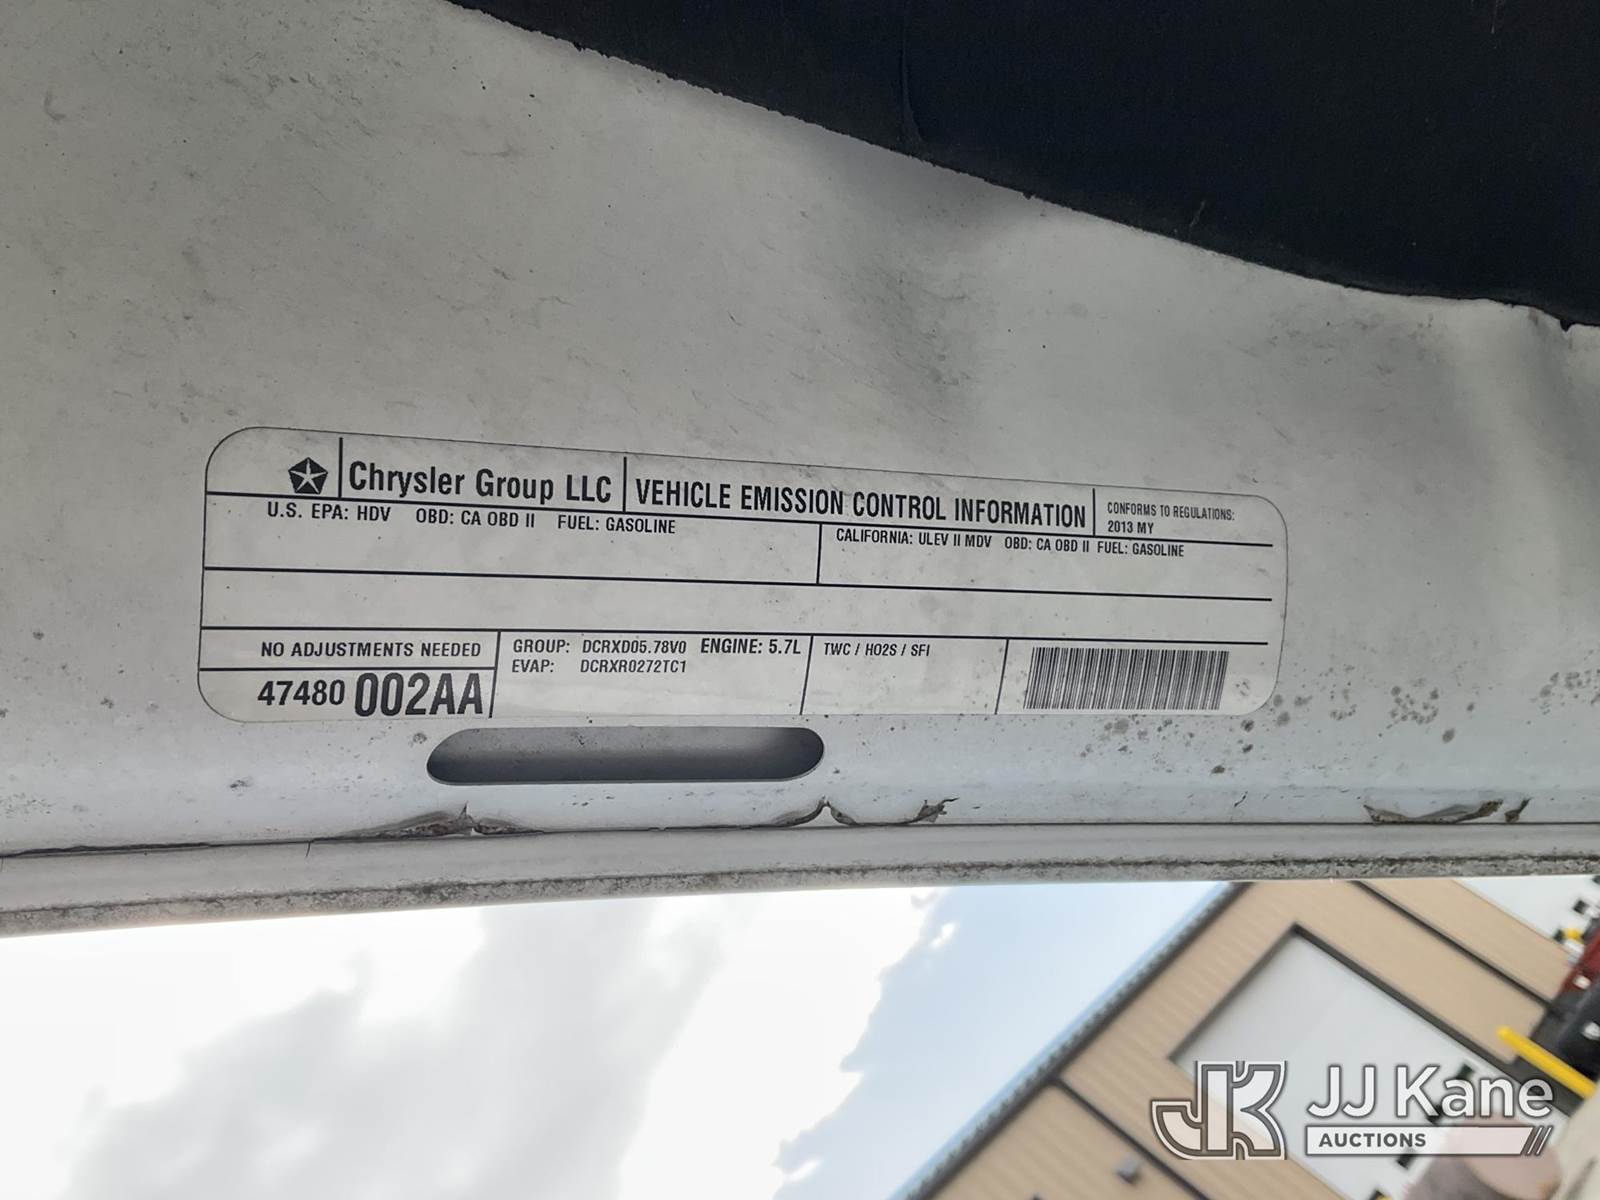 Chrysler Group LLC VEHICLE EMISSION CONTROL INFORMATION CONFORMS TO REGULATIONS:
2013 MY
U.S. EPA: HDV OBD: CA OBD II FUEL: GASOLINE
CALIFORNIA: ULEV II MDV OBD: CA OBD II FUEL: GASOLINE
NO ADJUSTMENTS NEEDED
47480 002AA
GROUP: DCRXD05.78V0 ENGINE: 5.7L
EVAP: DCRXR0272TC1
TWC / HO2S / SFI
JK JJ Kane
AUCTIONS